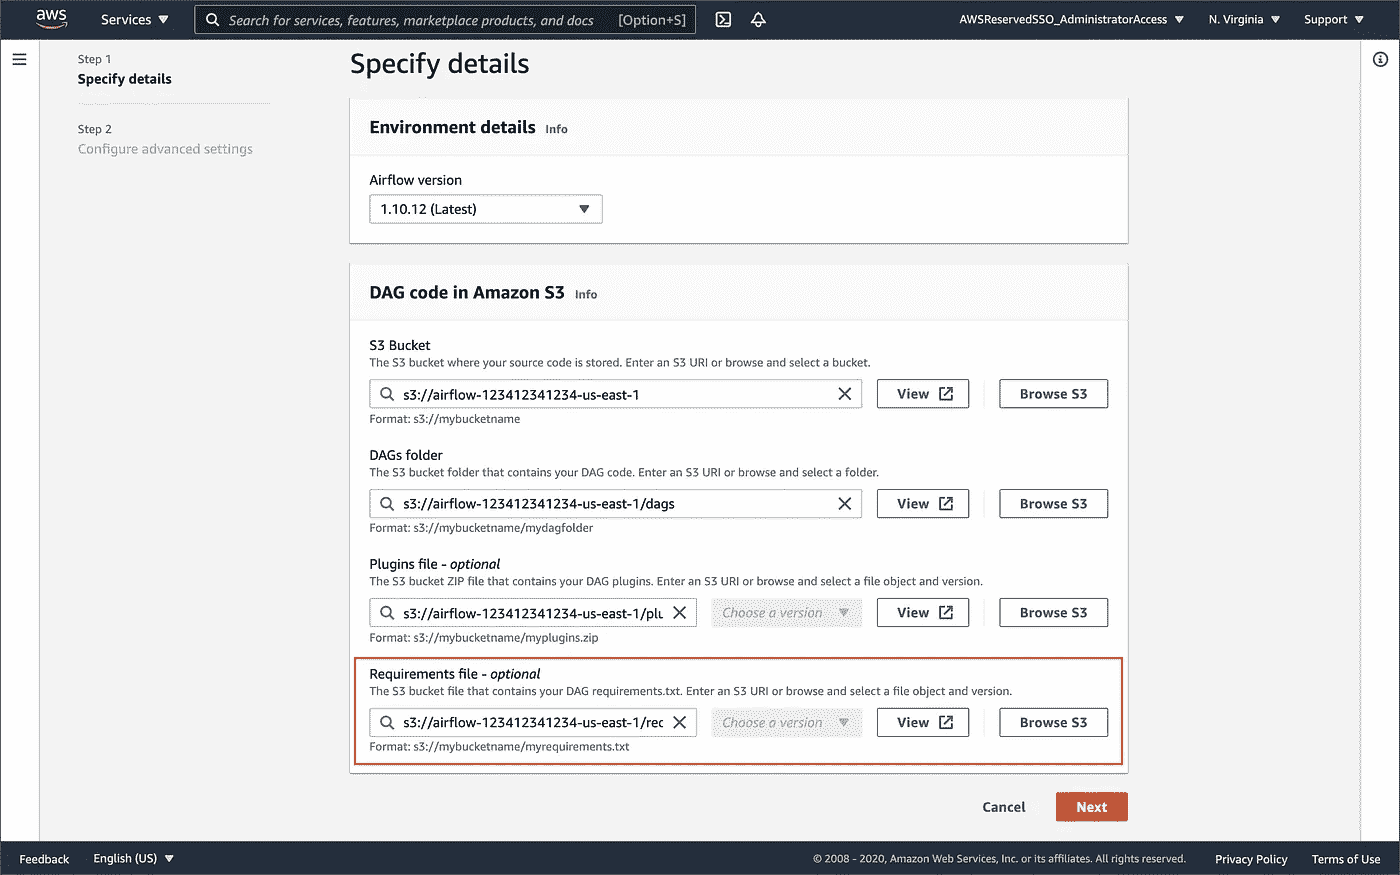 aws Services Search for services, features, marketplace products, and docs [Option+S] AWSReservedSSO_AdministratorAccess N. Virginia Support
Step 1
Specify details
Step 2
Configure advanced settings
Specify details
Environment details Info
Airflow version
1.10.12 (Latest)
DAG code in Amazon S3 Info
S3 Bucket
The S3 bucket where your source code is stored. Enter an S3 URI or browse and select a bucket.
s3://airflow-123412341234-us-east-1 View Browse S3
Format: s3://mybucketname
DAGs folder
The S3 bucket folder that contains your DAG code. Enter an S3 URI or browse and select a folder.
s3://airflow-123412341234-us-east-1/dags View Browse S3
Format: s3://mybucketname/mydagfolder
Plugins file - optional
The S3 bucket ZIP file that contains your DAG plugins. Enter an S3 URI or browse and select a file object and version.
s3://airflow-123412341234-us-east-1/plu Choose a version View Browse S3
Format: s3://mybucketname/myplugins.zip
Requirements file - optional
The S3 bucket file that contains your DAG requirements.txt. Enter an S3 URI or browse and select a file object and version.
s3://airflow-123412341234-us-east-1/rec Choose a version View Browse S3
Format: s3://mybucketname/myrequirements.txt
Cancel Next
Feedback English (US) © 2008 - 2020, Amazon Web Services, Inc. or its affiliates. All rights reserved. Privacy Policy Terms of Use